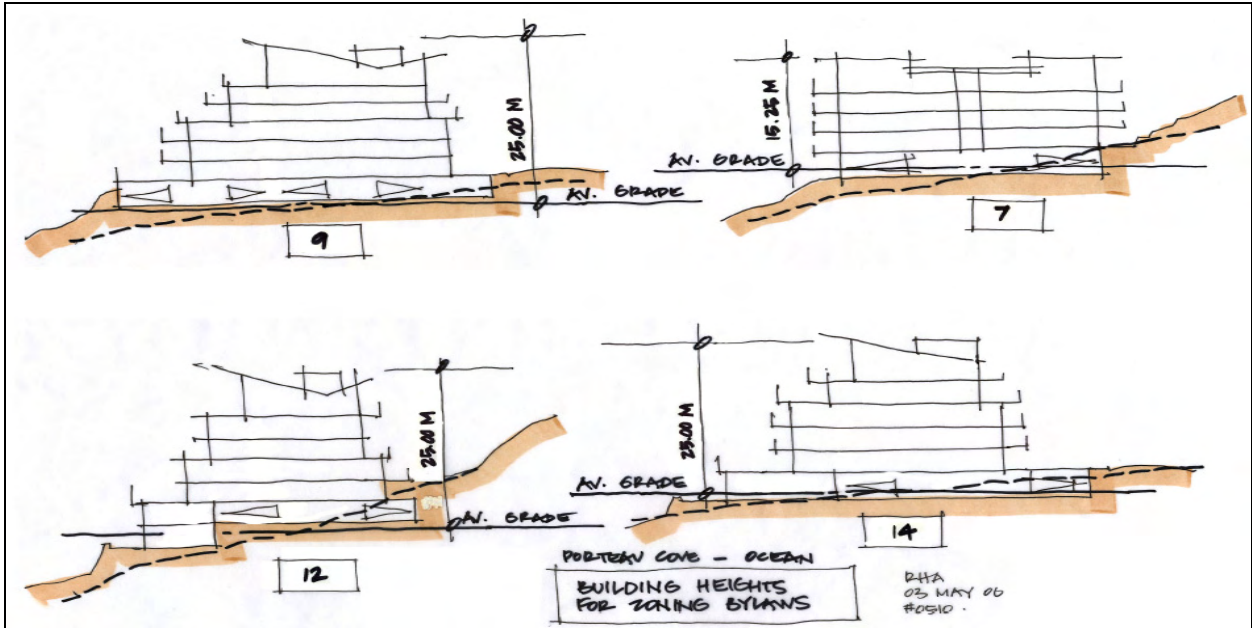 25.00 M
AV. GRADE
9
15.25 M
AV. GRADE
7
25.00 M
AV. GRADE
12
25.00 M
AV. GRADE
14
PORTEAU COVE – OCEAN
BUILDING HEIGHTS
FOR ZONING BYLAWS
RHA
03 MAY 06
#0510.